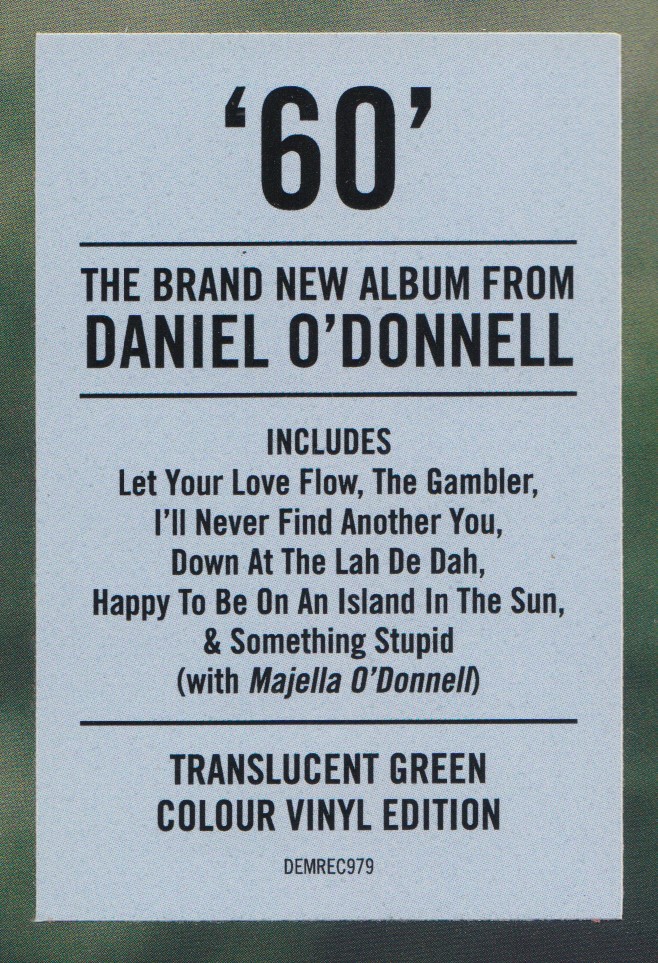 ‘60’
THE BRAND NEW ALBUM FROM
DANIEL O’DONNELL
INCLUDES
Let Your Love Flow, The Gambler,
I’ll Never Find Another You,
Down At The Lah De Dah,
Happy To Be On An Island In The Sun,
& Something Stupid
(with Majella O’Donnell)
TRANSLUCENT GREEN
COLOUR VINYL EDITION
DEMREC979